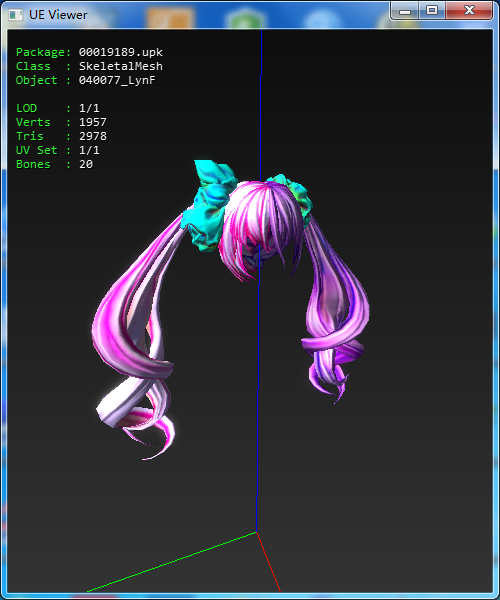 UE Viewer
Package: 00019189.upk
Class : SkeletalMesh
Object : 040077_LynF
LOD : 1/1
Verts : 1957
Tris : 2978
UV Set : 1/1
Bones : 20